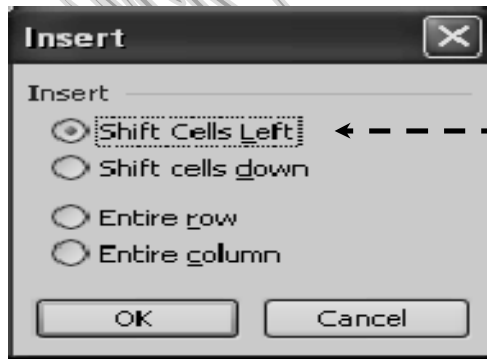 Insert
Insert
Shift Cells Left
Shift cells down
Entire row
Entire column
OK Cancel